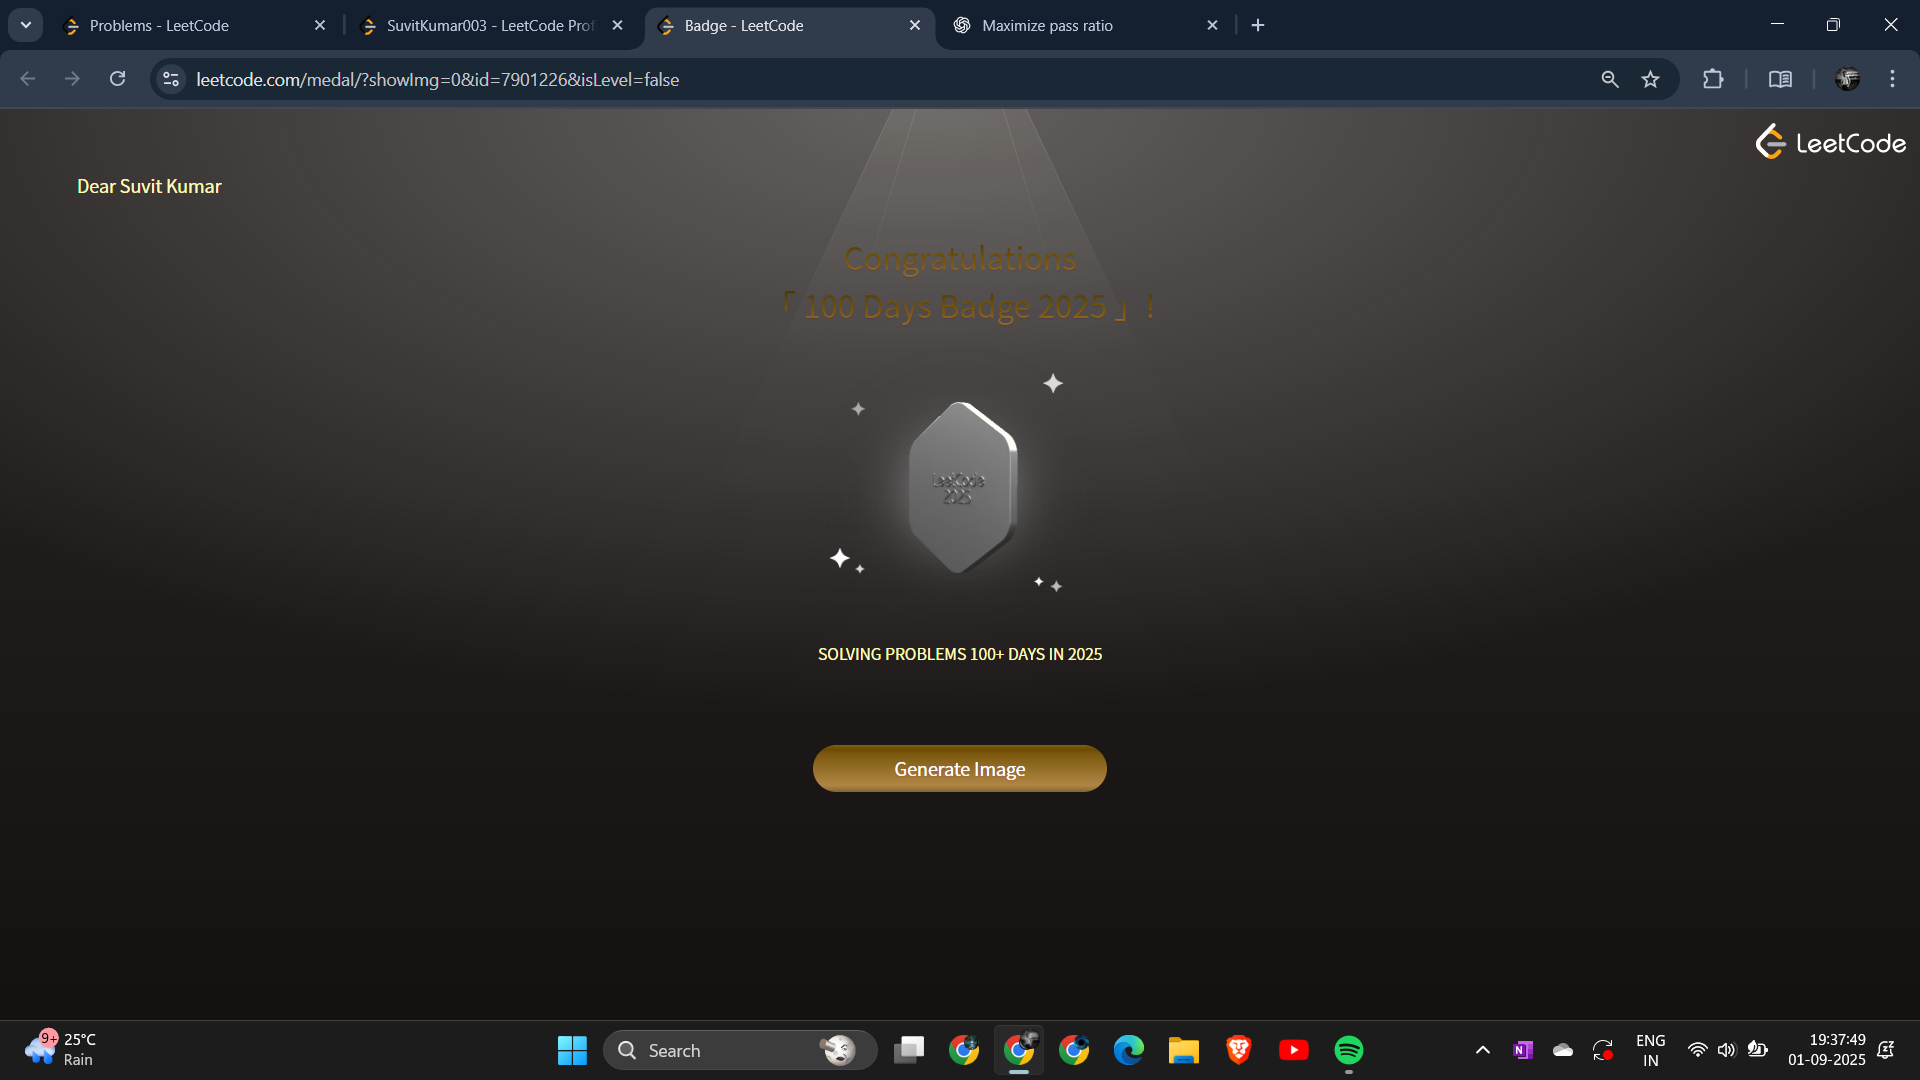 Problems - LeetCode
SuvitKumar003 - LeetCode Prof
Badge - LeetCode
Maximize pass ratio
leetcode.com/medal/?showImg=0&id=7901226&isLevel=false
LeetCode
Dear Suvit Kumar
Congratulations
「 100 Days Badge 2025 」 !
LeetCode
2025
SOLVING PROBLEMS 100+ DAYS IN 2025
Generate Image
9+
25°C
Rain
Search
N
ENG
IN
19:37:49
01-09-2025